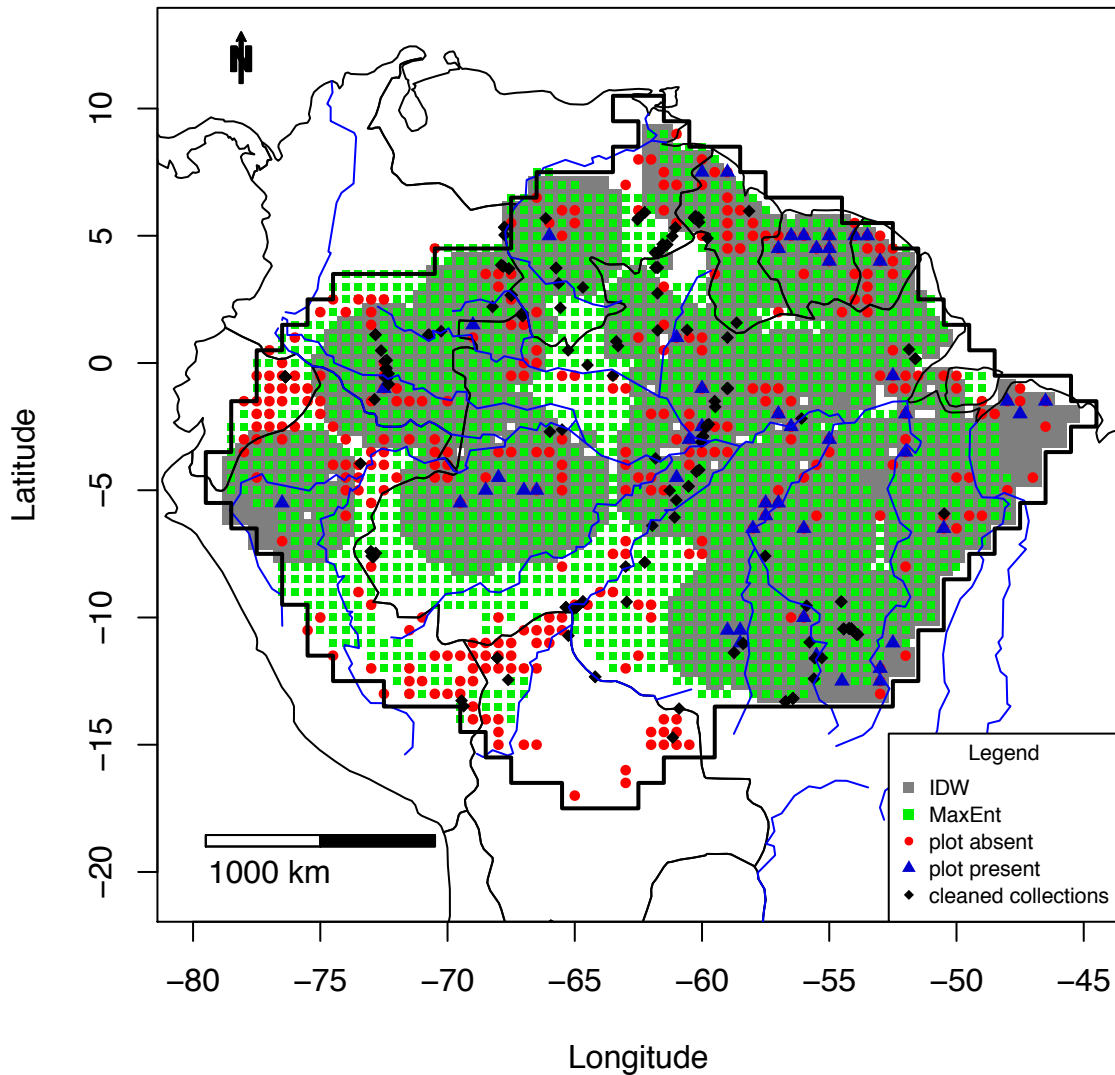 N
10
5
0
−5
−10
−15
−20
Latitude
1000 km
Legend
IDW
MaxEnt
plot absent
plot present
cleaned collections
−80 −75 −70 −65 −60 −55 −50 −45
Longitude